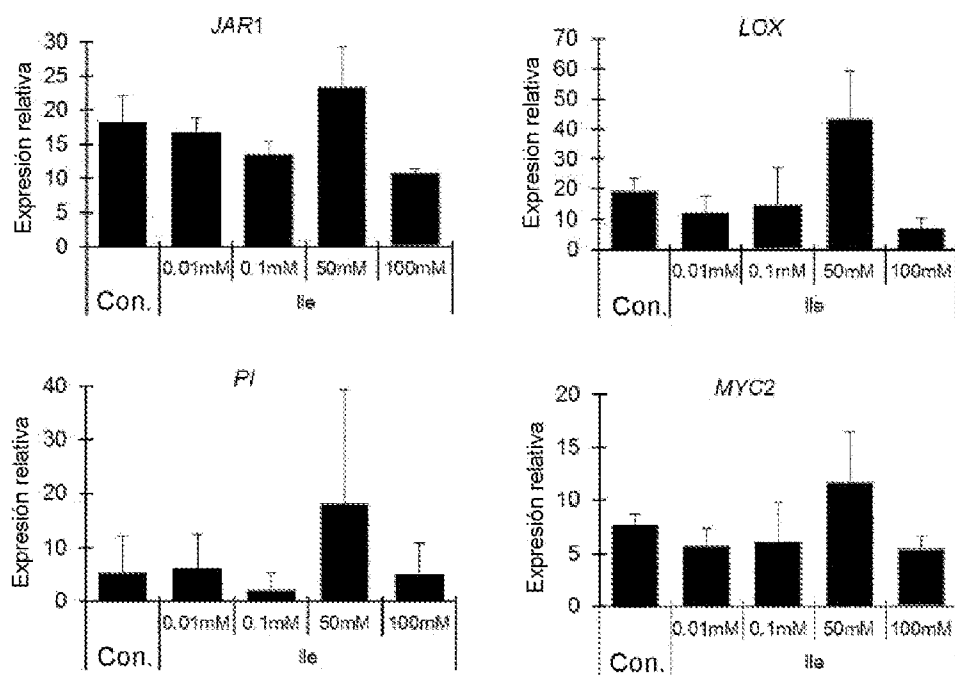 JAR1
Expresión relativa
30
25
20
15
10
5
0
0.01mM 0.1mM 50mM 100mM
Con. Ile
LOX
Expresión relativa
70
60
50
40
30
20
10
0
0.01mM 0.1mM 50mM 100mM
Con. Ile
PI
Expresión relativa
40
30
20
10
0
0.01mM 0.1mM 50mM 100mM
Con. Ile
MYC2
Expresión relativa
20
15
10
5
0
0.01mM 0.1mM 50mM 100mM
Con. Ile